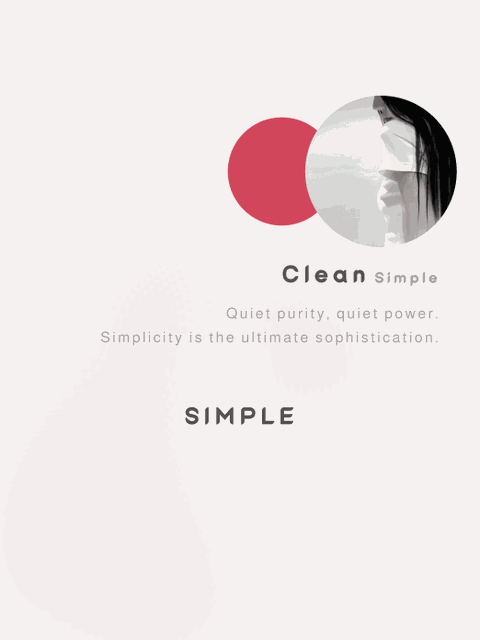 Clean Simple
Quiet purity, quiet power.
Simplicity is the ultimate sophistication.
SIMPLE